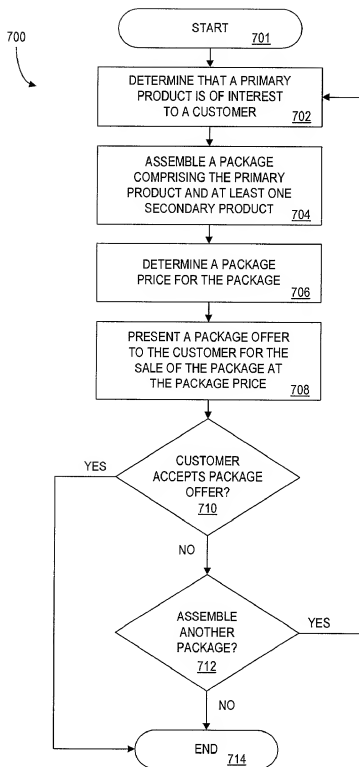 START
701
700
DETERMINE THAT A PRIMARY
PRODUCT IS OF INTEREST
TO A CUSTOMER
702
ASSEMBLE A PACKAGE
COMPRISING THE PRIMARY
PRODUCT AND AT LEAST ONE
SECONDARY PRODUCT
704
DETERMINE A PACKAGE
PRICE FOR THE PACKAGE
706
PRESENT A PACKAGE OFFER
TO THE CUSTOMER FOR THE
SALE OF THE PACKAGE AT
THE PACKAGE PRICE
708
YES
CUSTOMER
ACCEPTS PACKAGE
OFFER?
710
NO
ASSEMBLE
ANOTHER
PACKAGE?
712
YES
NO
END
714